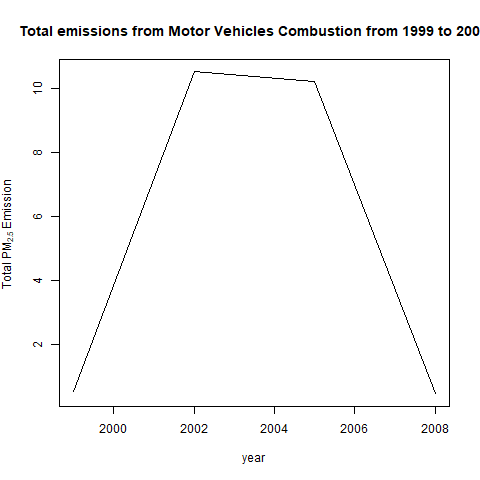 Total emissions from Motor Vehicles Combustion from 1999 to 200
Total PM2.5 Emission
10
8
6
4
2
2000 2002 2004 2006 2008
year